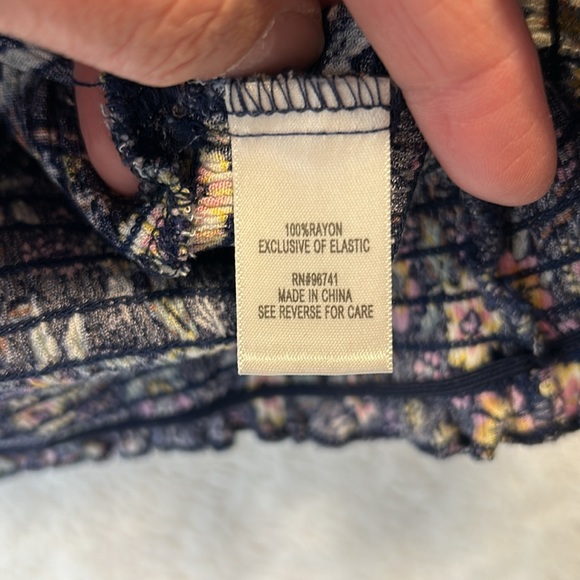 100%RAYON
EXCLUSIVE OF ELASTIC
RN#96741
MADE IN CHINA
SEE REVERSE FOR CARE